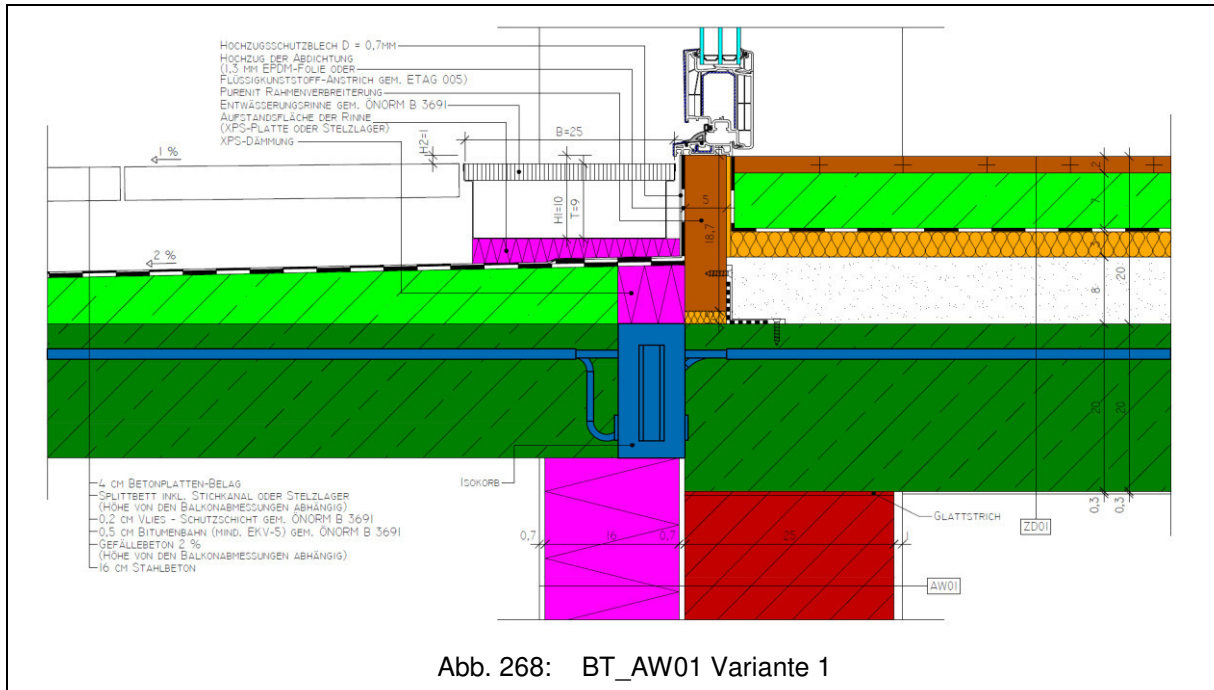 HOCHZUGSSCHUTZBLECH D = 0,7MM
HOCHZUG DER ABDICHTUNG
(1,3 MM EPDM-FOLIE ODER
FLÜSSIGKUNSTSTOFF-ANSTRICH GEM. ETAG 005)
PURENIT RAHMENVERBREITERUNG
ENTWÄSSERUNGSRINNE GEM. ÖNORM B 3691
AUFSTANDSFLÄCHE DER RINNE
(XPS-PLATTE ODER STELZLAGER)
XPS-DÄMMUNG
H2=1
B=25
1 %
2 %
H1=10
T=9
5
18,7
2
7
3
8
20
20
20
0,3
0,3
ISOKORB
GLATTSTRICH
ZD01
4 CM BETONPLATTEN-BELAG
SPLITTBETT INKL. STICHKANAL ODER STELZLAGER
(HÖHE VON DEN BALKONABMESSUNGEN ABHÄNGIG)
0,2 CM VLIES - SCHUTZSCHICHT GEM. ÖNORM B 3691
0,5 CM BITUMENBAHN (MIND. EKV-5) GEM. ÖNORM B 3691
GEFÄLLEBETON 2 %
(HÖHE VON DEN BALKONABMESSUNGEN ABHÄNGIG)
16 CM STAHLBETON
0,7
16
0,7
25
1
AW01
Abb. 268: BT_AW01 Variante 1